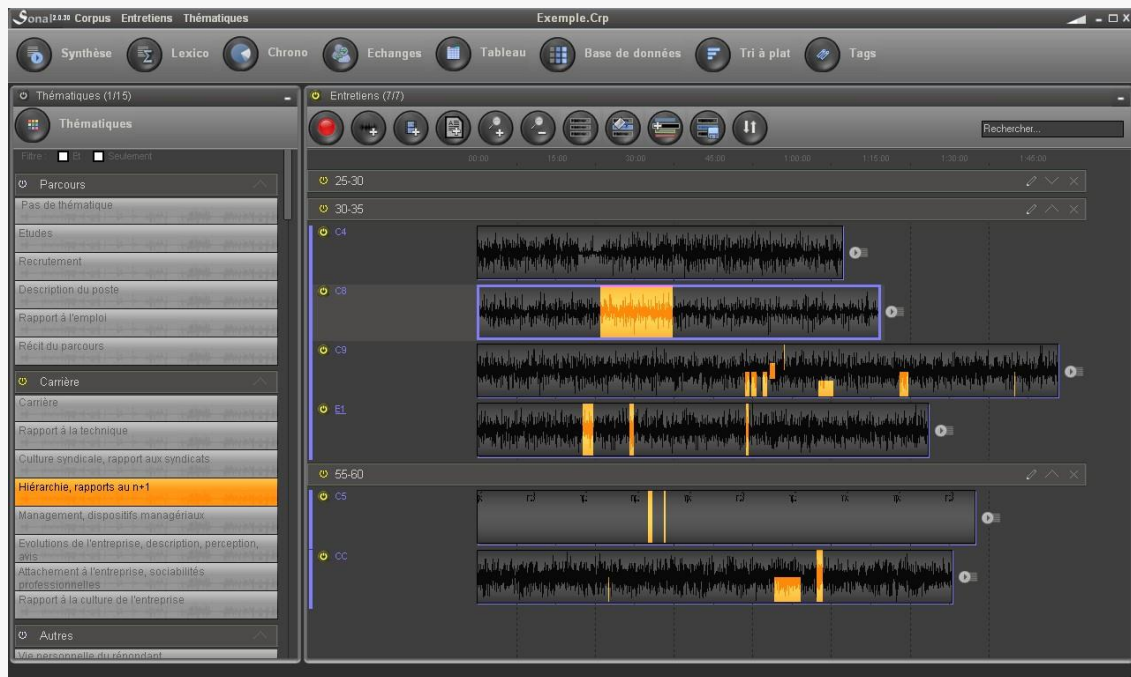 Sonal 2.0.30 Corpus Entretiens Thématiques Exemple.Crp
Synthèse Lexico Chrono Echanges Tableau Base de données Tri à plat Tags
Thématiques (1/15)
Thématiques
Filtre: Et Seulement
Parcours
Pas de thématique
Etudes
Recrutement
Description du poste
Rapport à l'emploi
Récit du parcours
Carrière
Carrière
Rapport à la technique
Culture syndicale, rapport aux syndicats
Hiérarchie, rapports au n+1
Management, dispositifs managériaux
Evolutions de l'entreprise, description, perception,
avis
Attachement à l'entreprise, sociabilités
professionnelles
Rapport à la culture de l'entreprise
Autres
Vie personnelle du répondant
Entretiens (7/7)
Rechercher...
00:00 15:00 30:00 45:00 1:00:00 1:15:00 1:30:00 1:45:00
25-30
30-35
C4
C8
C9
E1
55-60
C5
CC